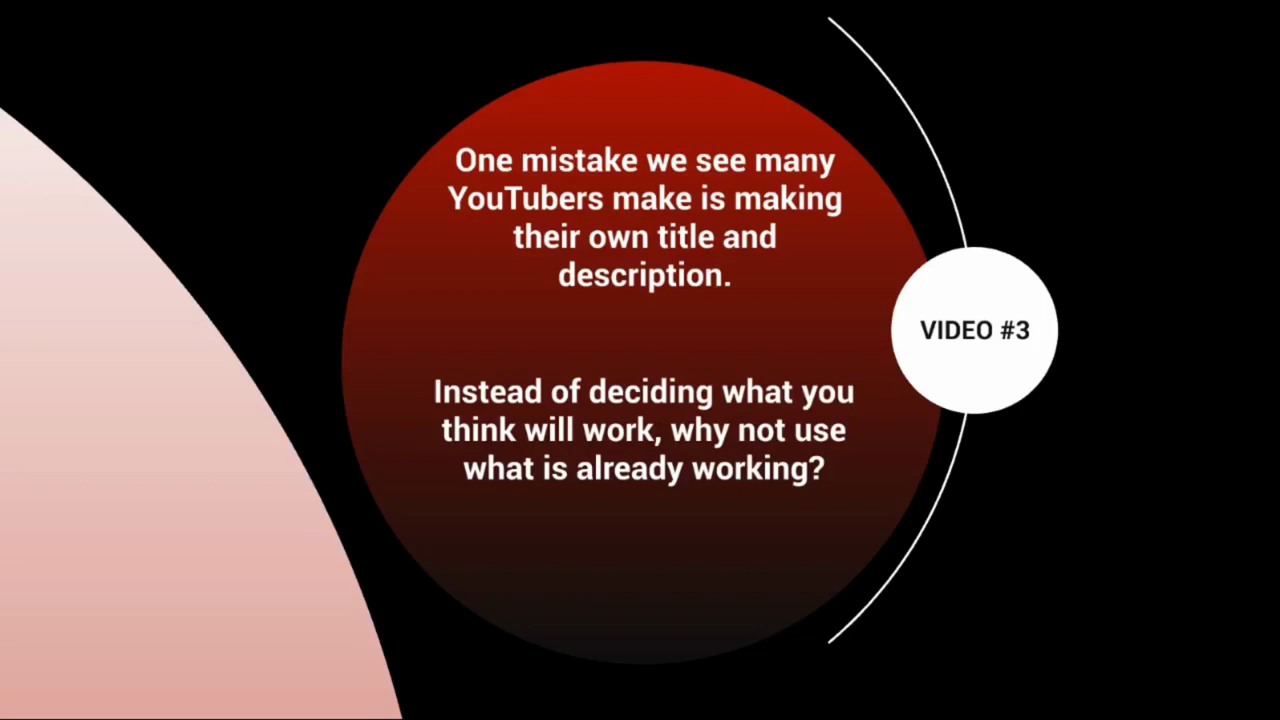 One mistake we see many
YouTubers make is making
their own title and
description.
Instead of deciding what you
think will work, why not use
what is already working?
VIDEO #3